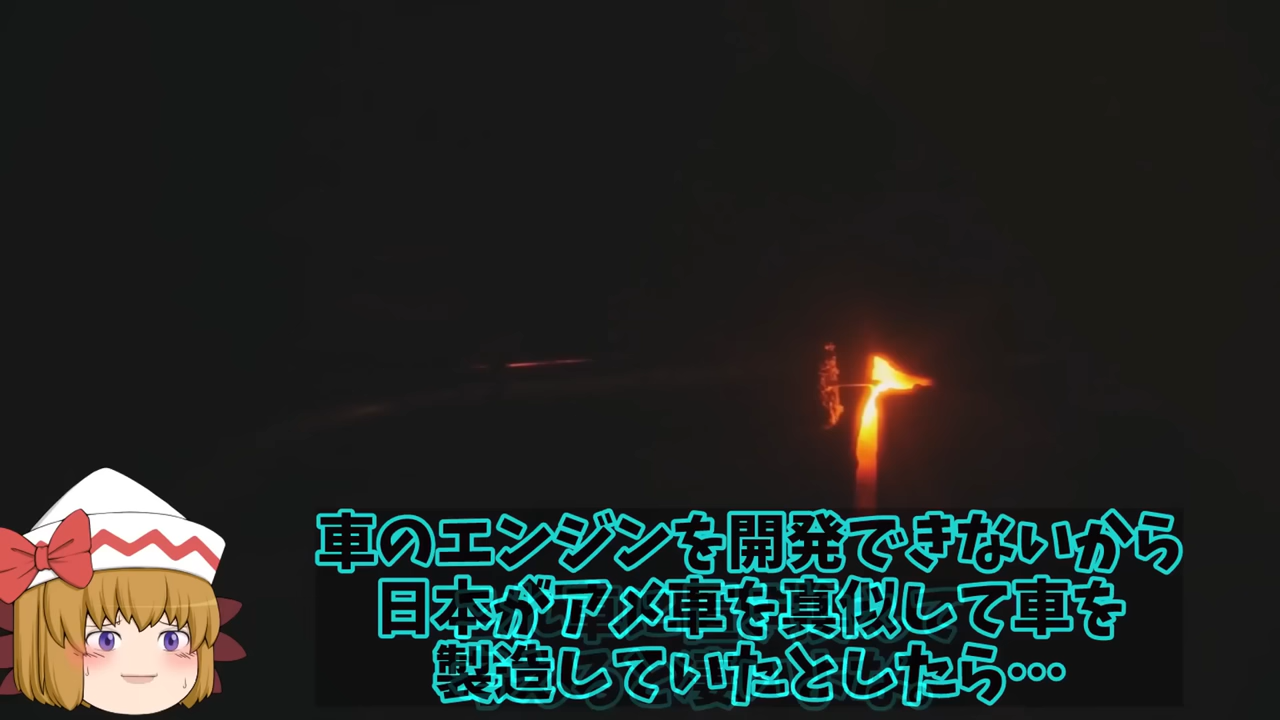 車のエンジンを開発できないから
日本がアメ車を真似して車を
製造していたとしたら…